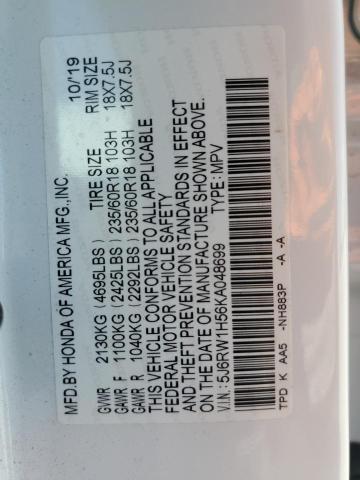 MFD.BY HONDA OF AMERICA MFG.,INC. 10/'19
TIRE SIZE RIM SIZE
GVWR 2130KG (4695LBS)
GAWR F 1100KG (2425LBS) 235/60R18 103H 18X7.5J
GAWR R 1040KG (2292LBS) 235/60R18 103H 18X7.5J
THIS VEHICLE CONFORMS TO ALL APPLICABLE
FEDERAL MOTOR VEHICLE SAFETY
AND THEFT PREVENTION STANDARDS IN EFFECT
ON THE DATE OF MANUFACTURE SHOWN ABOVE.
V.I.N.:5J6RW1H56KA048699 TYPE:MPV
TPD K AA5 -NH883P -A -A